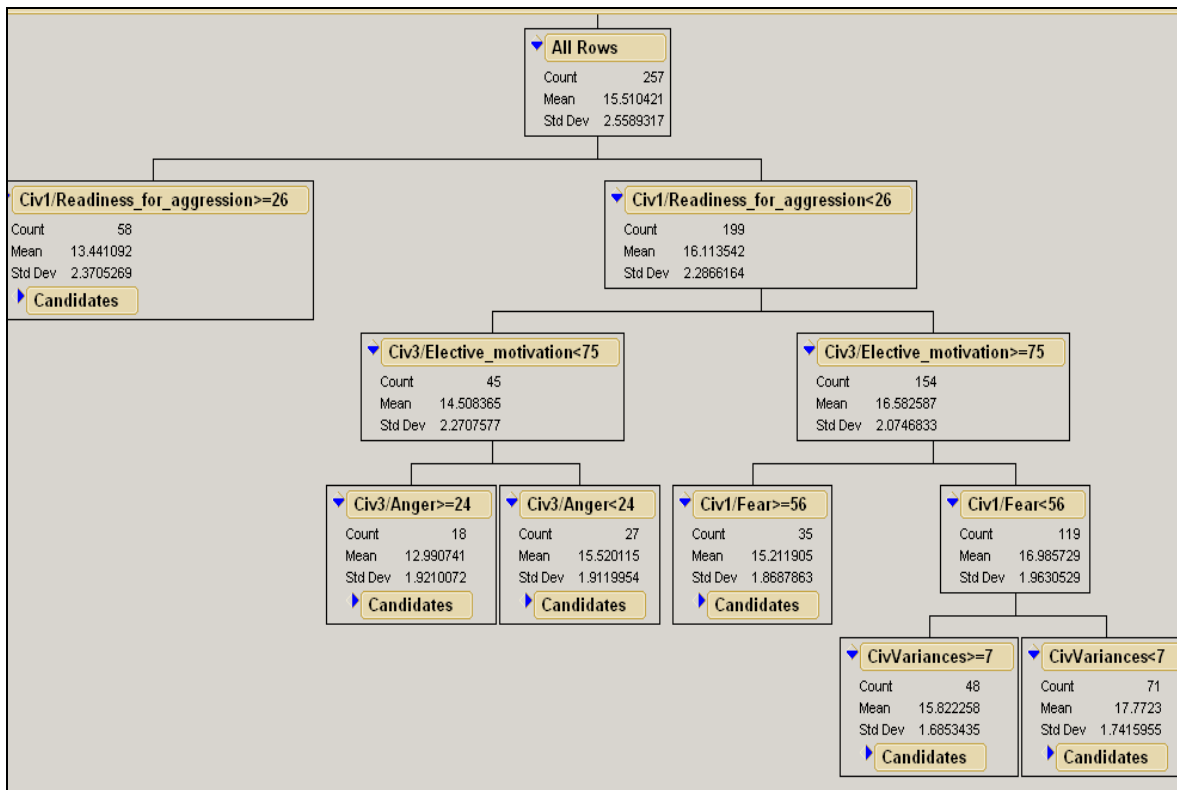 All Rows
Count 257
Mean 15.510421
Std Dev 2.5589317
Civ1/Readiness_for_aggression>=26
Count 58
Mean 13.441092
Std Dev 2.3705269
Candidates
Civ1/Readiness_for_aggression<26
Count 199
Mean 16.113542
Std Dev 2.2866164
Civ3/Elective_motivation<75
Count 45
Mean 14.508365
Std Dev 2.2707577
Civ3/Elective_motivation>=75
Count 154
Mean 16.582587
Std Dev 2.0746833
Civ3/Anger>=24
Count 18
Mean 12.990741
Std Dev 1.9210072
Candidates
Civ3/Anger<24
Count 27
Mean 15.520115
Std Dev 1.9119954
Candidates
Civ1/Fear>=56
Count 35
Mean 15.211905
Std Dev 1.8687863
Candidates
Civ1/Fear<56
Count 119
Mean 16.985729
Std Dev 1.9630529
CivVariances>=7
Count 48
Mean 15.822258
Std Dev 1.6853435
Candidates
CivVariances<7
Count 71
Mean 17.7723
Std Dev 1.7415955
Candidates